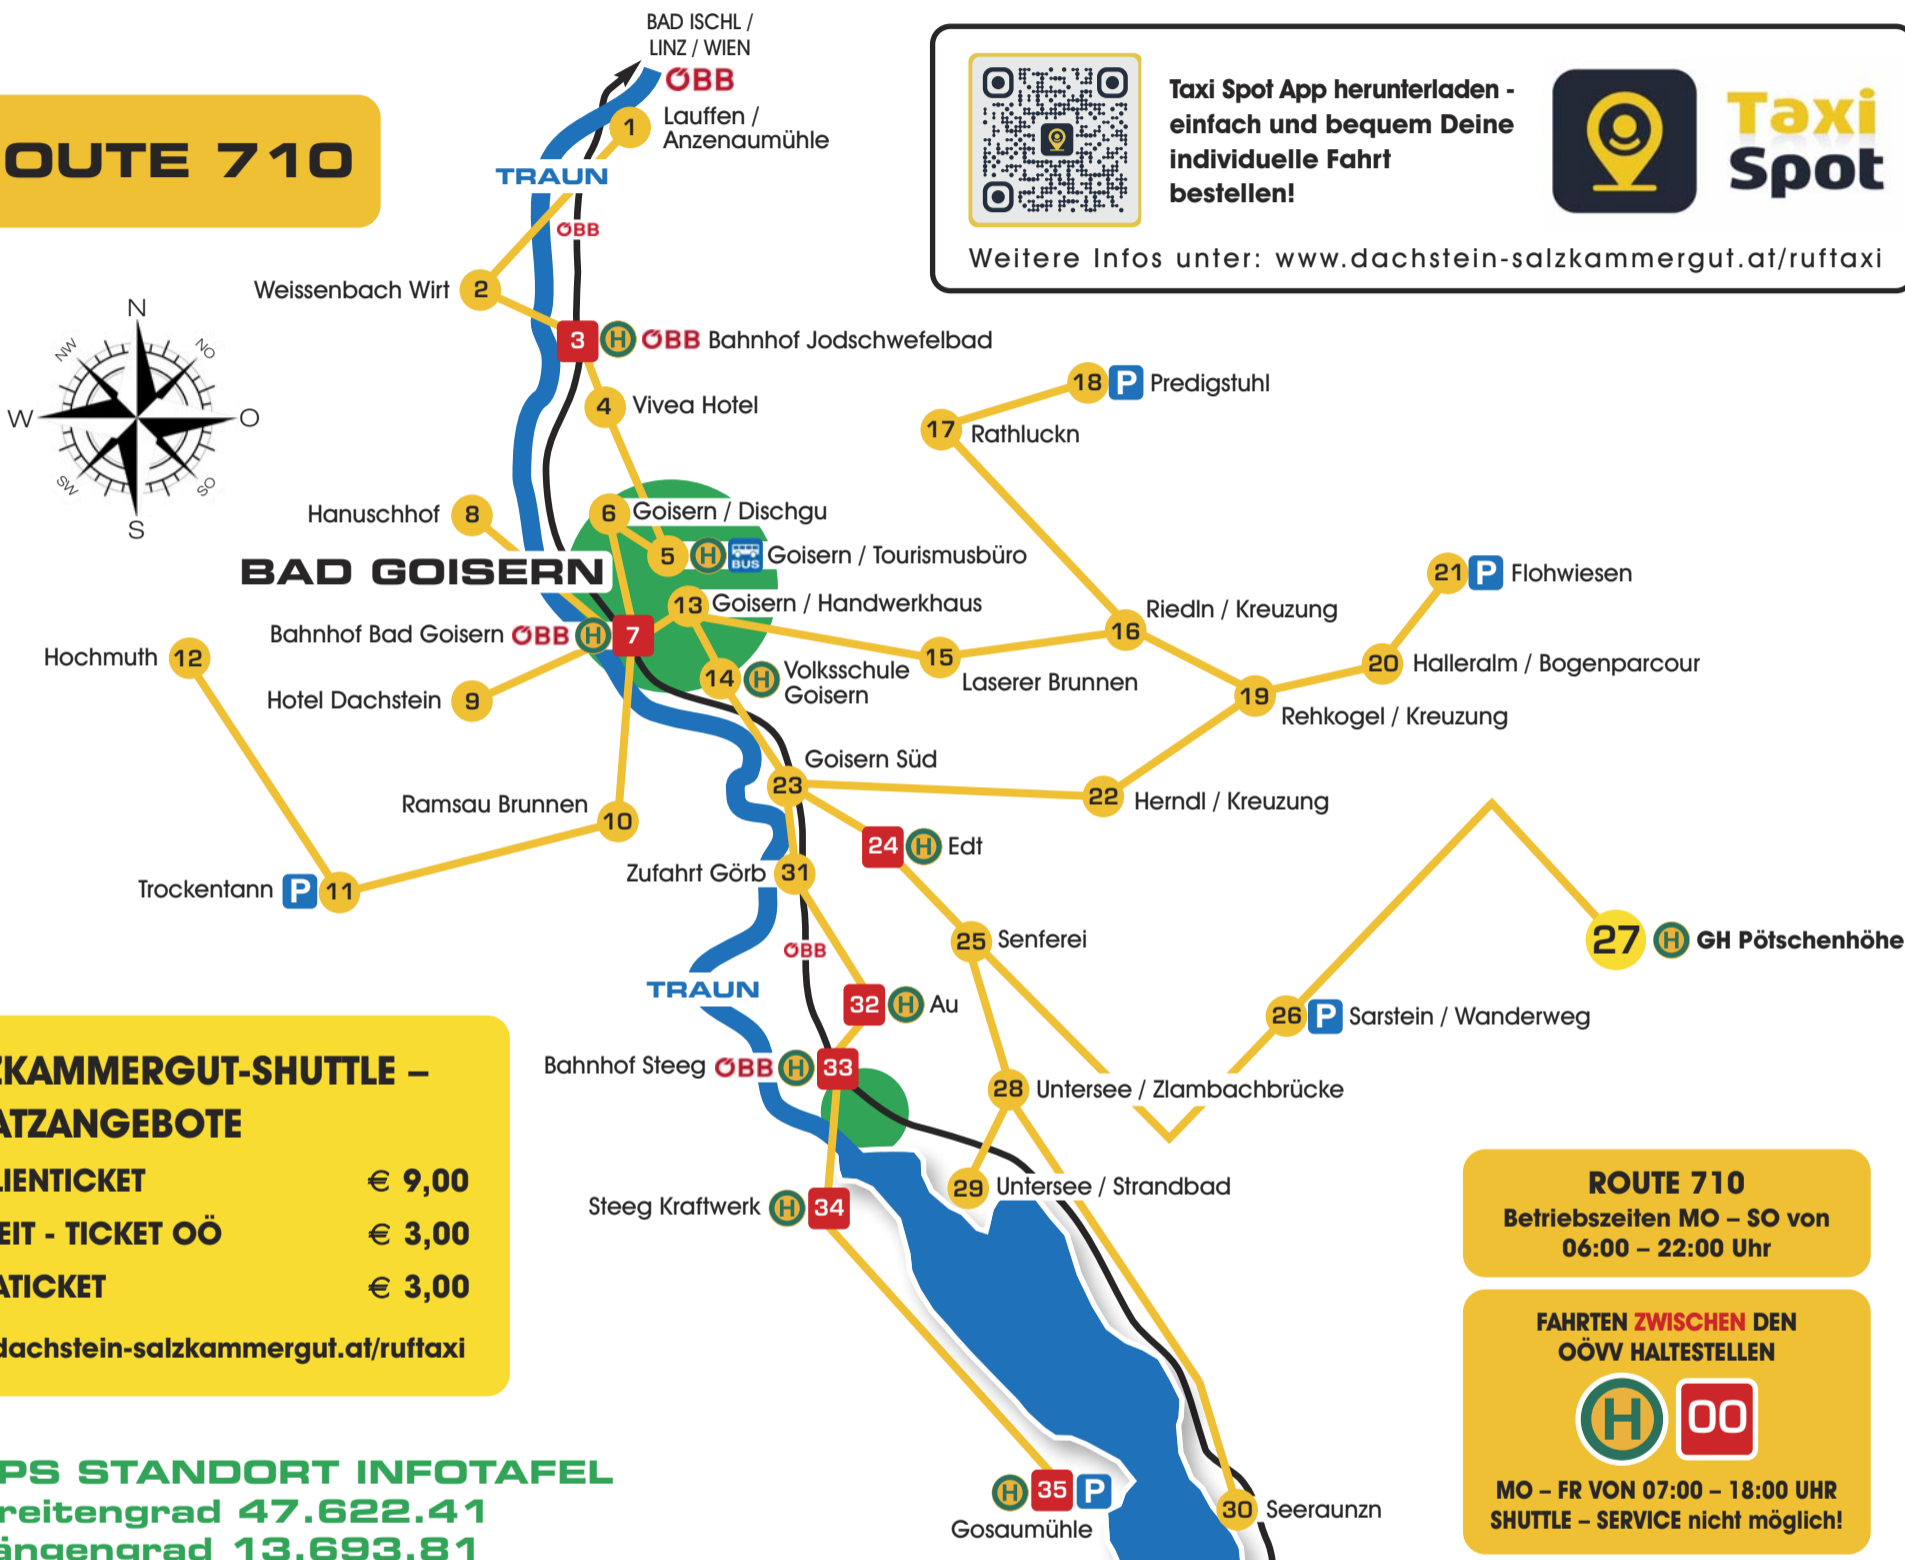 BAD ISCHL /
LINZ / WIEN
ÖBB
1
Lauffen /
Anzenaumühle
OUTE 710
TRAUN
ÖBB
Taxi Spot App herunterladen -
einfach und bequem Deine
individuelle Fahrt
bestellen!
Taxi
Spot
Weitere Infos unter: www.dachstein-salzkammergut.at/ruftaxi
Weissenbach Wirt 2
N
NO
O
SO
S
SW
W
NW
3 H ÖBB Bahnhof Jodschwefelbad
4 Vivea Hotel
18 P Predigstuhl
17 Rathluckn
Hanuschhof 8
6 Goisern / Dischgu
5 H BUS Goisern / Tourismusbüro
BAD GOISERN
21 P Flohwiesen
13 Goisern / Handwerkhaus
Riedln / Kreuzung
16
Bahnhof Bad Goisern ÖBB H 7
Hochmuth 12
15
Laserer Brunnen
20 Halleralm / Bogenparcour
14 H Volksschule
Goisern
Hotel Dachstein 9
19
Rehkogel / Kreuzung
Goisern Süd
23
22 Herndl / Kreuzung
Ramsau Brunnen 10
24 H Edt
Zufahrt Görb 31
Trockentann P 11
25 Senferei
27 H GH Pötschenhöhe
ÖBB
TRAUN
32 H Au
26 P Sarstein / Wanderweg
Bahnhof Steeg ÖBB H 33
28 Untersee / Zlambachbrücke
29 Untersee / Strandbad
Steeg Kraftwerk H 34
ZKAMMERGUT-SHUTTLE –
ATZANGEBOTE
LIENTICKET € 9,00
EIT - TICKET OÖ € 3,00
ATICKET € 3,00
dachstein-salzkammergut.at/ruftaxi
ROUTE 710
Betriebszeiten MO – SO von
06:00 – 22:00 Uhr
FAHRTEN ZWISCHEN DEN
OÖVV HALTESTELLEN
H 00
MO – FR VON 07:00 – 18:00 UHR
SHUTTLE – SERVICE nicht möglich!
H 35 P
Gosaumühle
30 Seeraunzn
PS STANDORT INFOTAFEL
reitengrad 47.622.41
ängengrad 13.693.81